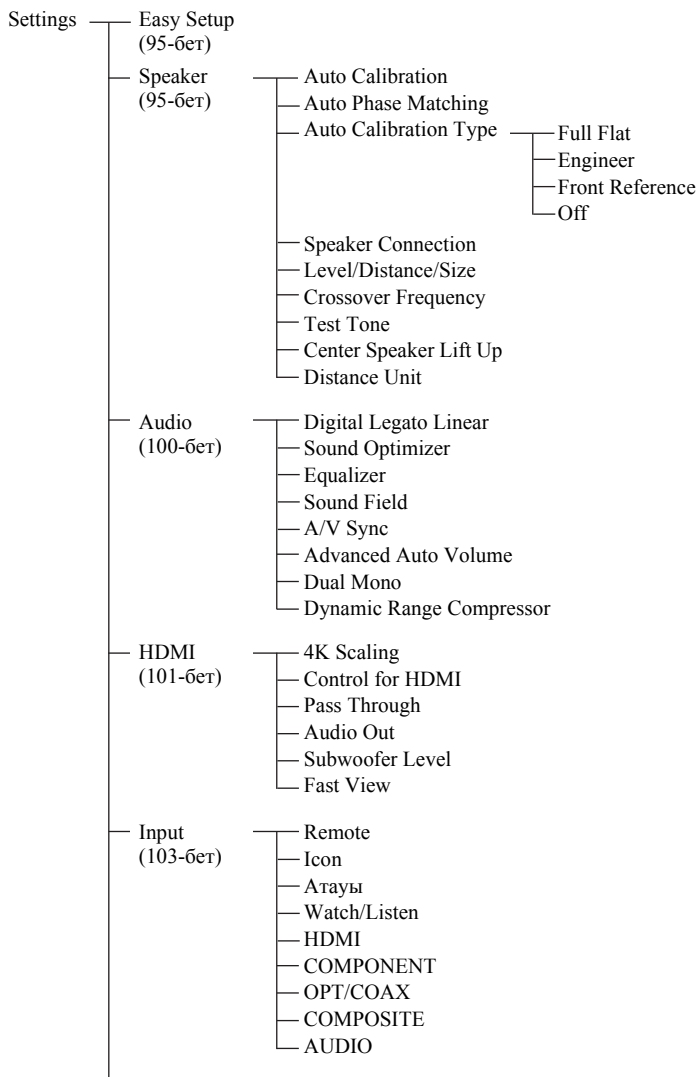 Settings
Easy Setup
(95-бет)
Speaker
(95-бет)
Auto Calibration
Auto Phase Matching
Auto Calibration Type
Full Flat
Engineer
Front Reference
Off
Speaker Connection
Level/Distance/Size
Crossover Frequency
Test Tone
Center Speaker Lift Up
Distance Unit
Audio
(100-бет)
Digital Legato Linear
Sound Optimizer
Equalizer
Sound Field
A/V Sync
Advanced Auto Volume
Dual Mono
Dynamic Range Compressor
HDMI
(101-бет)
4K Scaling
Control for HDMI
Pass Through
Audio Out
Subwoofer Level
Fast View
Input
(103-бет)
Remote
Icon
Атауы
Watch/Listen
HDMI
COMPONENT
OPT/COAX
COMPOSITE
AUDIO